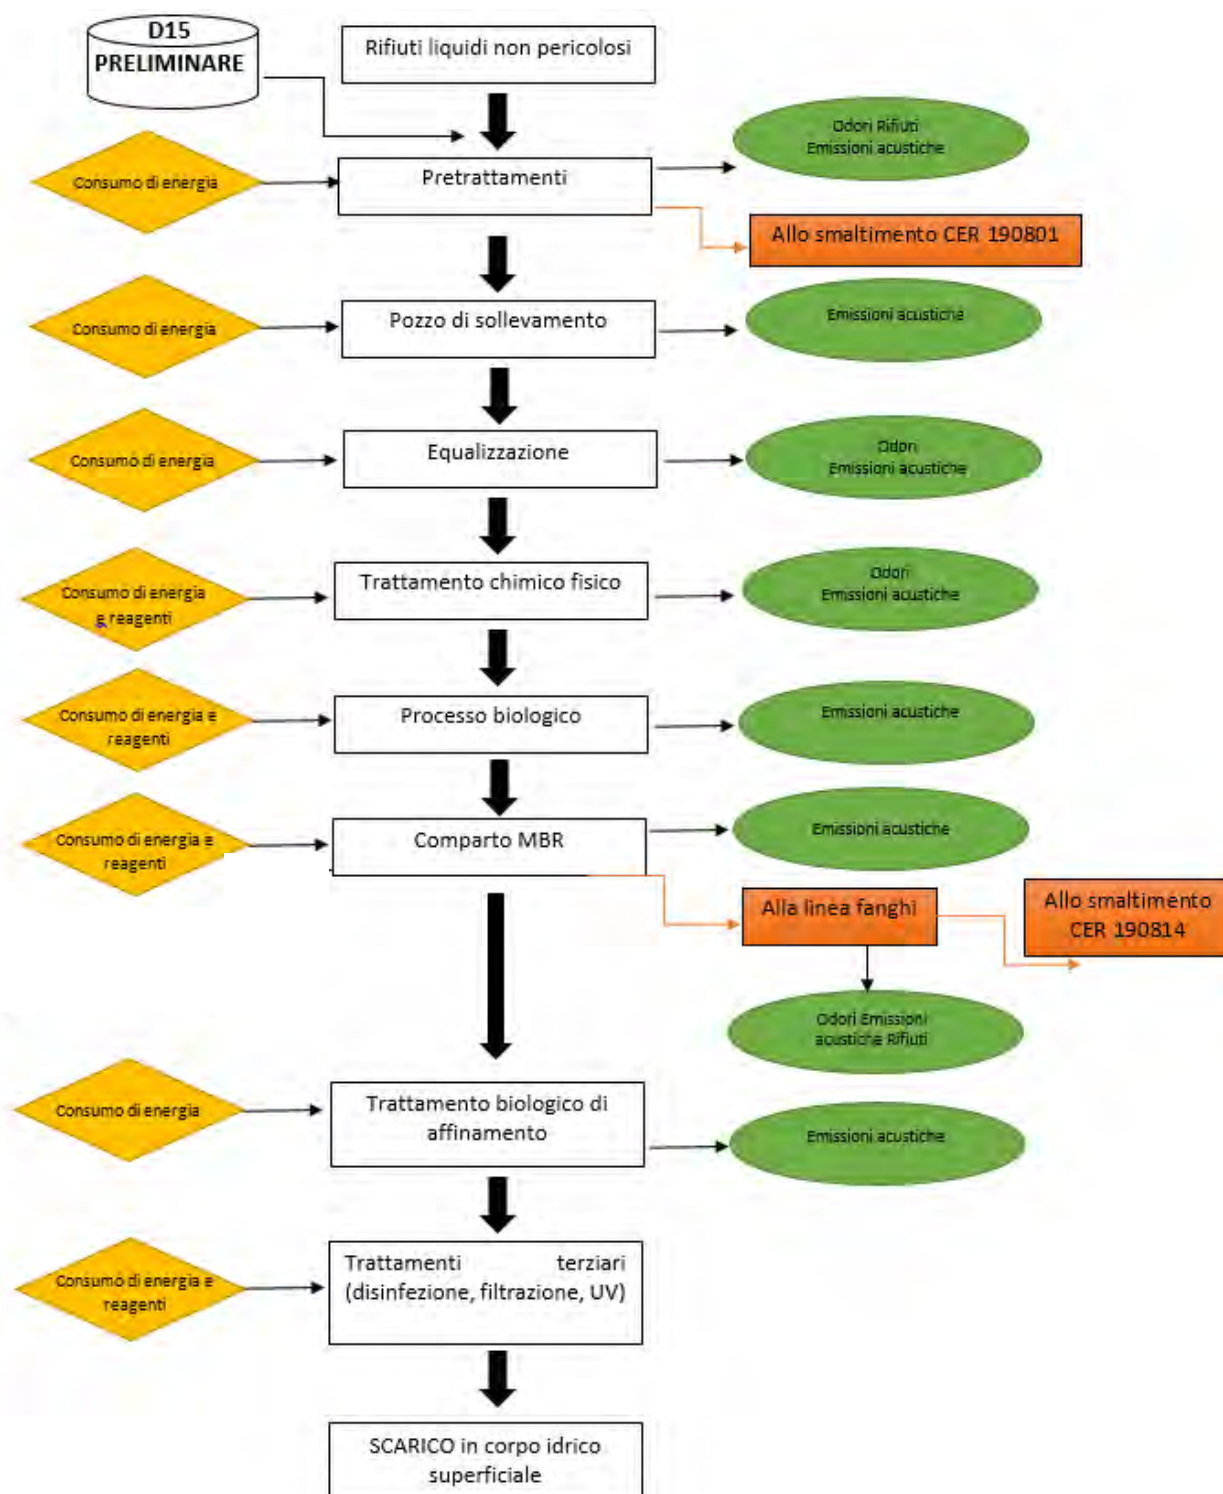 D15
PRELIMINARE
Rifiuti liquidi non pericolosi
Odori Rifiuti
Emissioni acustiche
Consumo di energia
Pretrattamenti
Allo smaltimento CER 190801
Consumo di energia
Pozzo di sollevamento
Emissioni acustiche
Consumo di energia
Equalizzazione
Odori
Emissioni acustiche
Consumo di energia
e reagenti
Trattamento chimico fisico
Odori
Emissioni acustiche
Consumo di energia e
reagenti
Processo biologico
Emissioni acustiche
Consumo di energia e
reagenti
Comparto MBR
Emissioni acustiche
Alla linea fanghi
Allo smaltimento
CER 190814
Odori Emissioni
acustiche Rifiuti
Consumo di energia
Trattamento biologico di
affinamento
Emissioni acustiche
Consumo di energia e
reagenti
Trattamenti terziari
(disinfezione, filtrazione, UV)
SCARICO in corpo idrico
superficiale